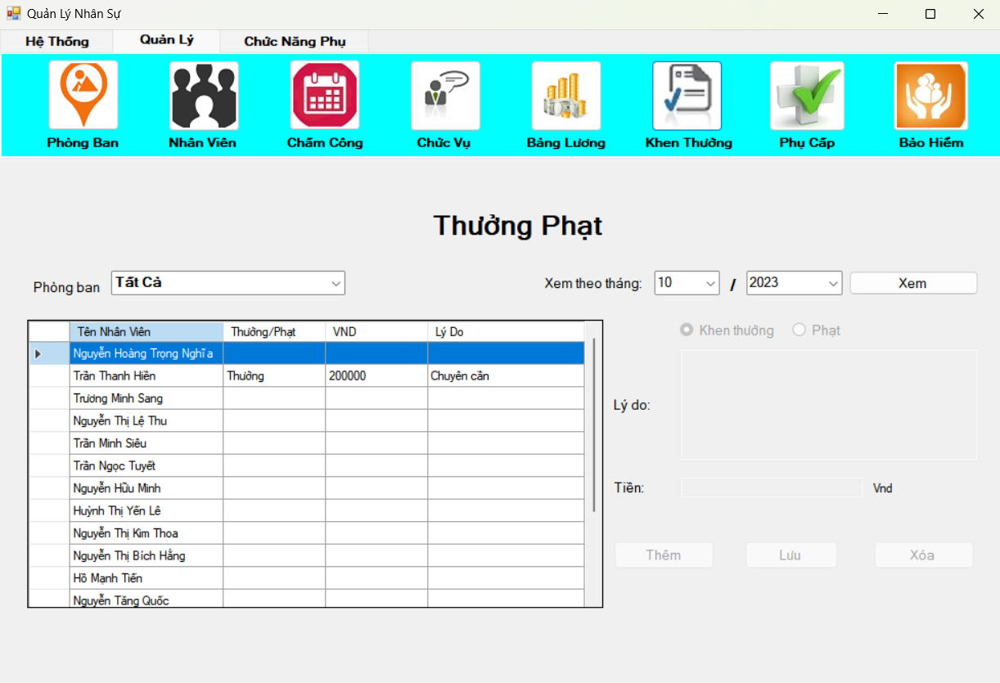 Quản Lý Nhân Sự
Hệ Thống Quản Lý Chức Năng Phụ
Phòng Ban Nhân Viên Chấm Công Chức Vụ Bảng Lương Khen Thưởng Phụ Cấp Bảo Hiểm
Thưởng Phạt
Phòng ban Tất Cả Xem theo tháng: 10 / 2023 Xem
Tên Nhân Viên Thưởng/Phạt VND Lý Do
Nguyễn Hoàng Trọng Nghĩa
Trần Thanh Hiền Thưởng 200000 Chuyên cần
Trương Minh Sang
Nguyễn Thị Lệ Thu
Trần Minh Siêu
Trần Ngọc Tuyết
Nguyễn Hữu Minh
Huỳnh Thị Yến Lê
Nguyễn Thị Kim Thoa
Nguyễn Thị Bích Hằng
Hồ Mạnh Tiến
Nguyễn Tăng Quốc
Khen thưởng Phạt
Lý do:
Tiền: Vnd
Thêm Lưu Xóa